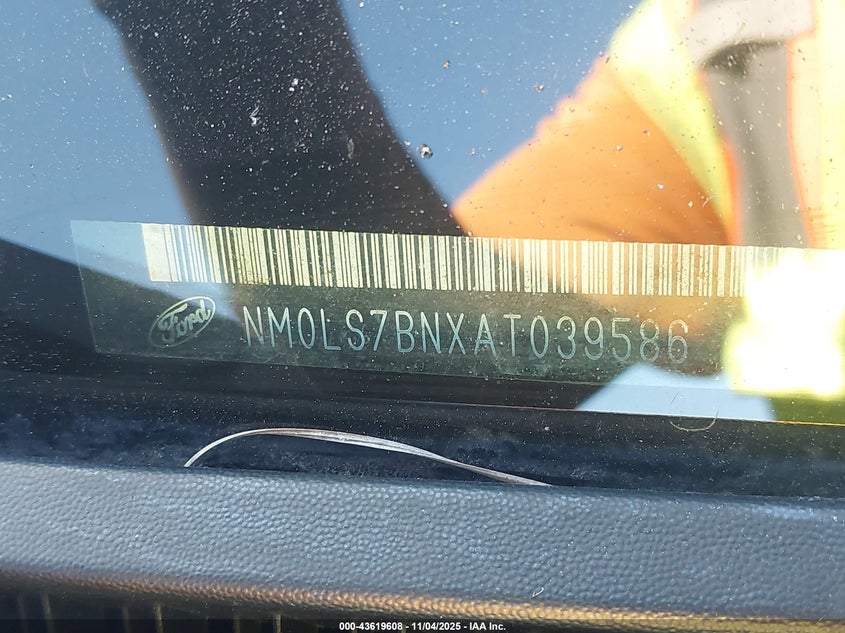 Ford
NM0LS7BNXAT039586
000-43619608 - 11/04/2025 - IAA Inc.